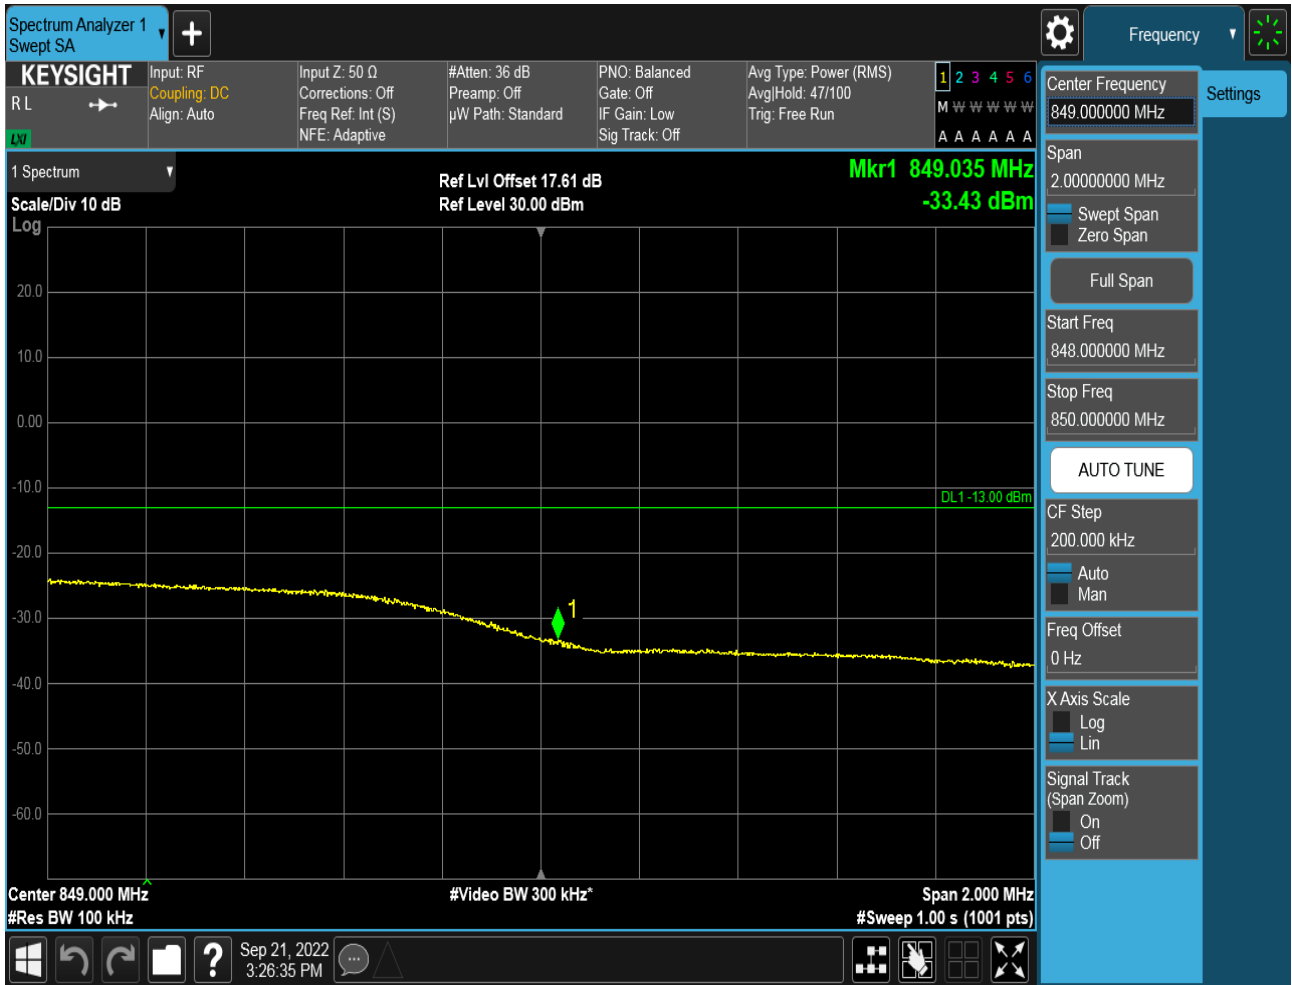 Spectrum Analyzer 1
Swept SA
+
Frequency
KEYSIGHT
R L
LXI
Input: RF
Coupling: DC
Align: Auto
Input Z: 50 Ω
Corrections: Off
Freq Ref: Int (S)
NFE: Adaptive
#Atten: 36 dB
Preamp: Off
µW Path: Standard
PNO: Balanced
Gate: Off
IF Gain: Low
Sig Track: Off
Avg Type: Power (RMS)
Avg|Hold: 47/100
Trig: Free Run
1 2 3 4 5 6
M W W W W W
A A A A A A
1 Spectrum
Scale/Div 10 dB
Log
Ref Lvl Offset 17.61 dB
Ref Level 30.00 dBm
Mkr1 849.035 MHz
-33.43 dBm
20.0
10.0
0.00
-10.0
DL1 -13.00 dBm
-20.0
1
-30.0
-40.0
-50.0
-60.0
Center 849.000 MHz
#Video BW 300 kHz*
Span 2.000 MHz
#Res BW 100 kHz
#Sweep 1.00 s (1001 pts)
?
Sep 21, 2022
3:26:35 PM
Center Frequency
849.000000 MHz
Settings
Span
2.00000000 MHz
Swept Span
Zero Span
Full Span
Start Freq
848.000000 MHz
Stop Freq
850.000000 MHz
AUTO TUNE
CF Step
200.000 kHz
Auto
Man
Freq Offset
0 Hz
X Axis Scale
Log
Lin
Signal Track
(Span Zoom)
On
Off